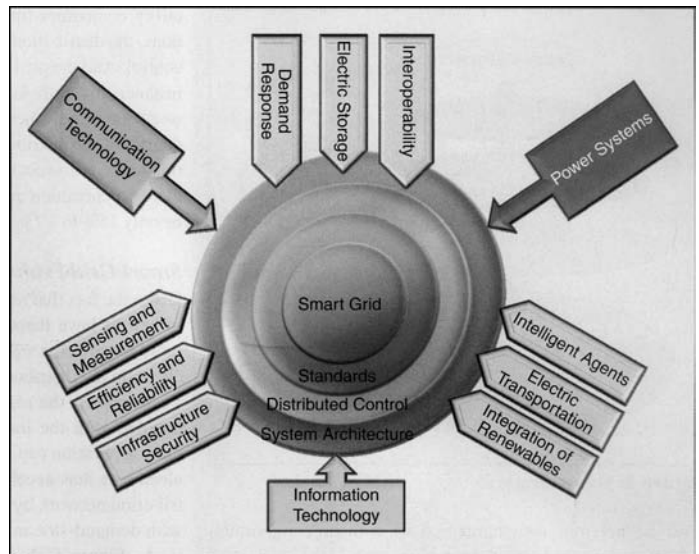 Communication
Technology
Demand
Response
Electric Storage
Interoperability
Power Systems
Smart Grid
Standards
Distributed Control
System Architecture
Sensing and
Measurement
Efficiency and
Reliability
Infrastructure
Security
Intelligent Agents
Electric
Transportation
Integration of
Renewables
Information
Technology